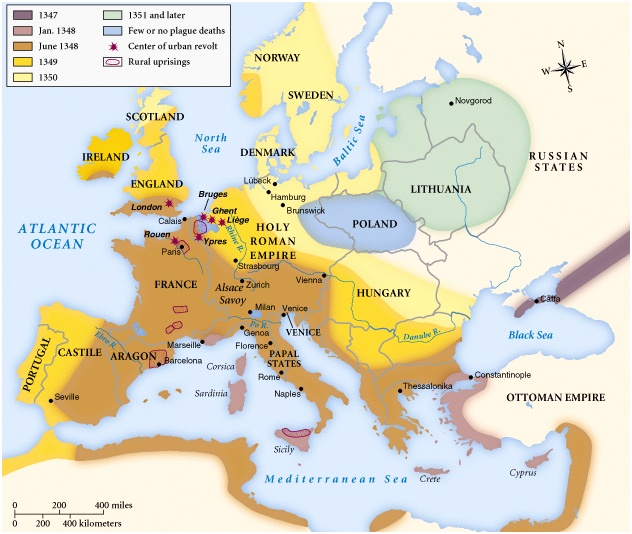 1347
Jan. 1348
June 1348
1349
1350
1351 and later
Few or no plague deaths
Center of urban revolt
Rural uprisings
N
W
E
S
NORWAY
SWEDEN
Novgorod
SCOTLAND
North
Sea
Baltic Sea
DENMARK
IRELAND
RUSSIAN
STATES
ENGLAND
Lübeck
Hamburg
LITHUANIA
London
Bruges
Brunswick
Calais
Ghent
Liège
POLAND
ATLANTIC
OCEAN
Rouen
Ypres
Rhine R.
HOLY
ROMAN
EMPIRE
Paris
Strasbourg
FRANCE
Alsace
Zurich
Vienna
Savoy
HUNGARY
Caffa
Milan
Venice
Po R.
VENICE
Genoa
Danube R.
Black Sea
PORTUGAL
CASTILE
Ebro R.
ARAGON
Marseille
Florence
PAPAL
STATES
Barcelona
Corsica
Rome
Constantinople
Seville
Sardinia
Naples
Thessalonika
OTTOMAN EMPIRE
Sicily
Mediterranean Sea
Crete
Cyprus
0 200 400 miles
0 200 400 kilometers